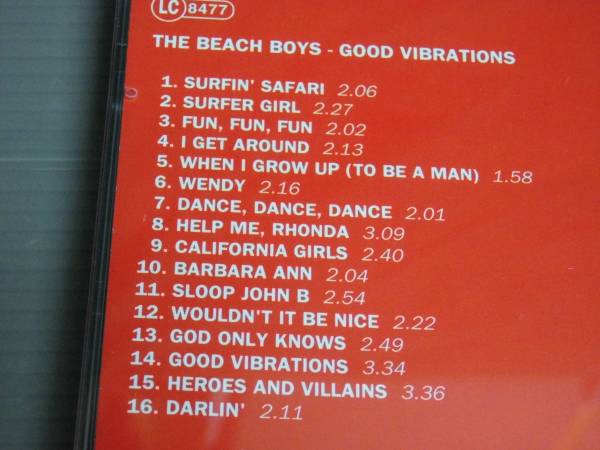 LC 8477
THE BEACH BOYS - GOOD VIBRATIONS
1. SURFIN' SAFARI 2.06
2. SURFER GIRL 2.27
3. FUN, FUN, FUN 2.02
4. I GET AROUND 2.13
5. WHEN I GROW UP (TO BE A MAN) 1.58
6. WENDY 2.16
7. DANCE, DANCE, DANCE 2.01
8. HELP ME, RHONDA 3.09
9. CALIFORNIA GIRLS 2.40
10. BARBARA ANN 2.04
11. SLOOP JOHN B 2.54
12. WOULDN'T IT BE NICE 2.22
13. GOD ONLY KNOWS 2.49
14. GOOD VIBRATIONS 3.34
15. HEROES AND VILLAINS 3.36
16. DARLIN' 2.11